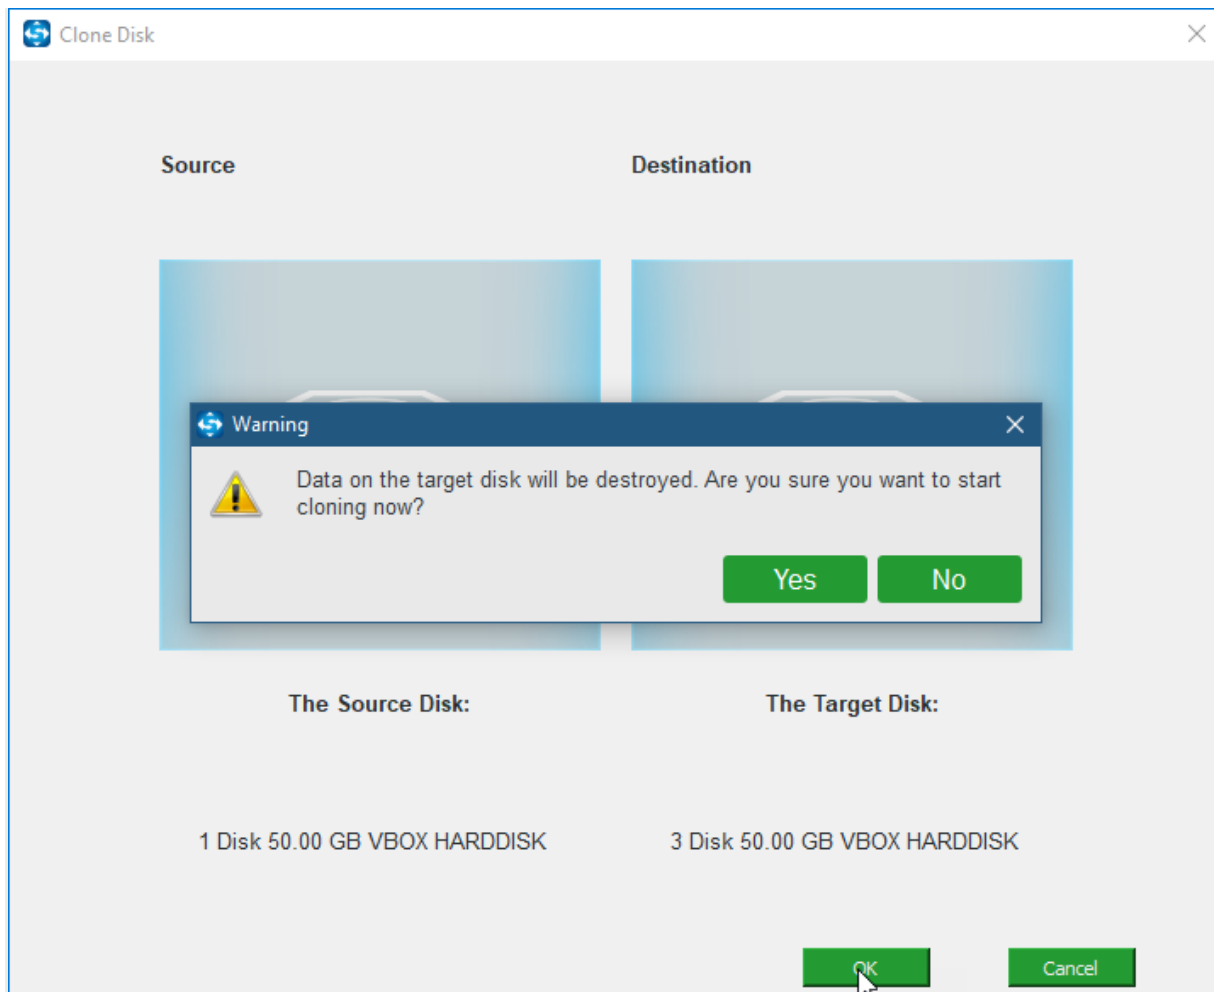 Clone Disk
Source
Destination
Warning
Data on the target disk will be destroyed. Are you sure you want to start
cloning now?
Yes
No
The Source Disk:
The Target Disk:
1 Disk 50.00 GB VBOX HARDDISK
3 Disk 50.00 GB VBOX HARDDISK
OK
Cancel